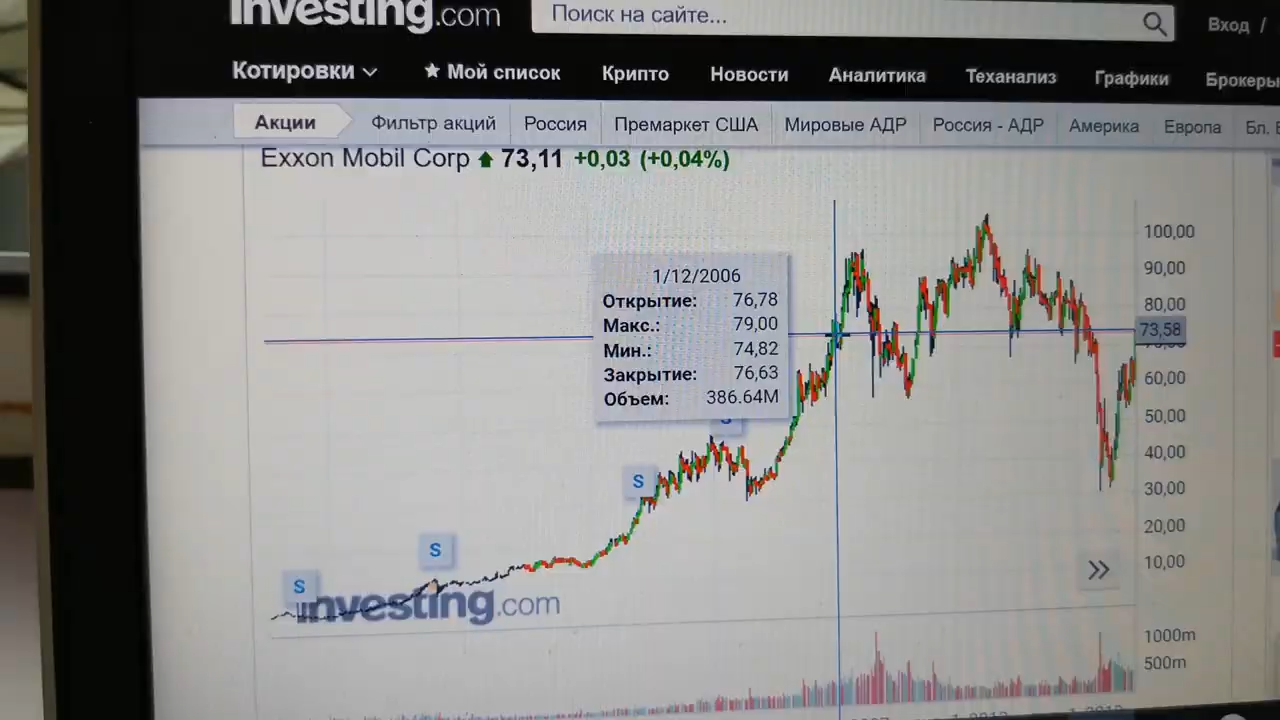 investing.com
Поиск на сайте...
Вход /
Котировки
Мой список
Крипто
Новости
Аналитика
Теханализ
Графики
Брокеры
Акции
Фильтр акций
Россия
Премаркет США
Мировые АДР
Россия - АДР
Америка
Европа
Бл.
Exxon Mobil Corp 73,11 +0,03 (+0,04%)
1/12/2006
Открытие: 76,78
Макс.: 79,00
Мин.: 74,82
Закрытие: 76,63
Объем: 386.64M
100,00
90,00
80,00
73,58
60,00
50,00
40,00
30,00
20,00
10,00
S
S
S
S
investing.com
1000m
500m